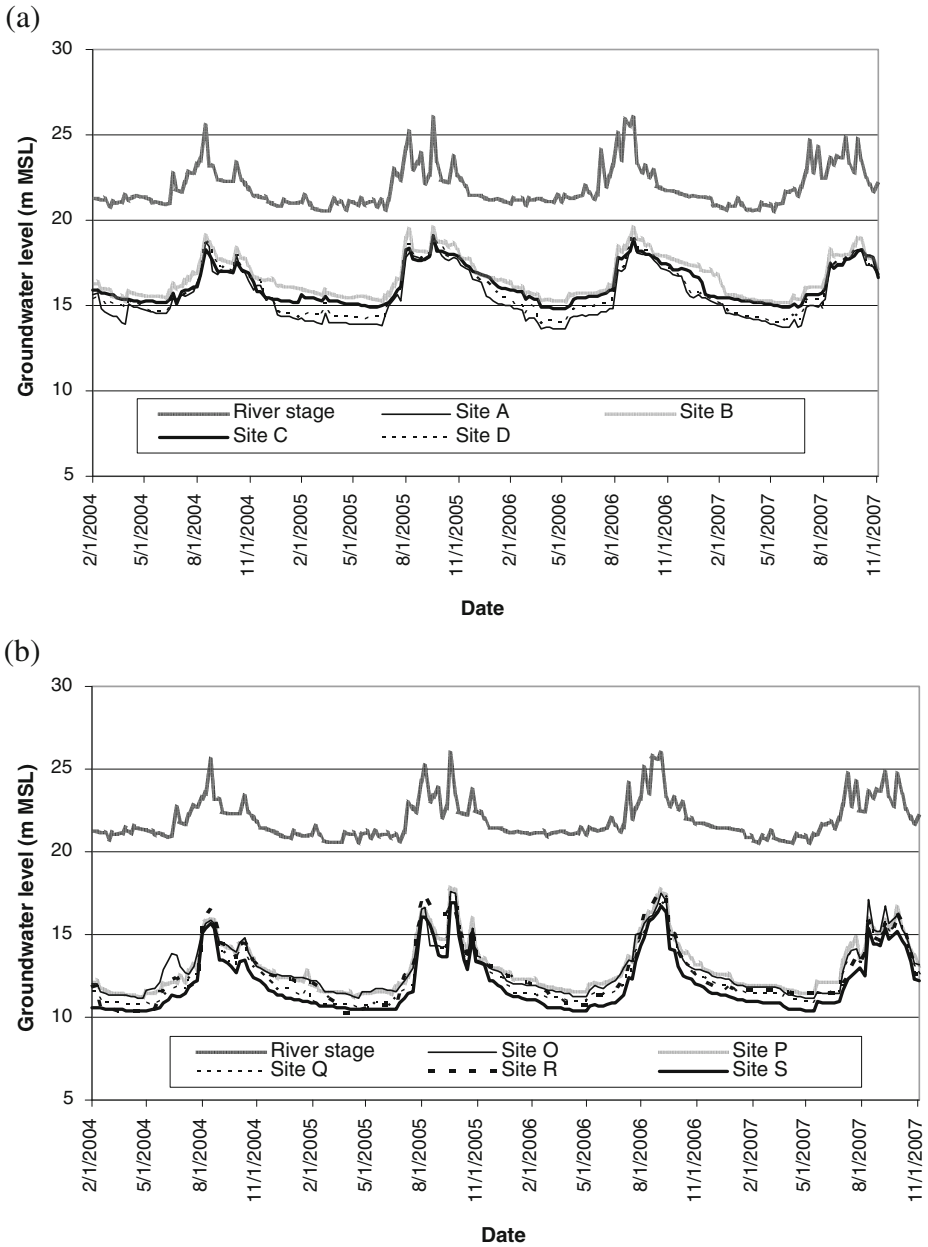 (a)
Groundwater level (m MSL)
30
25
20
15
10
5
River stage Site A Site B
Site C Site D
2/1/2004 5/1/2004 8/1/2004 11/1/2004 2/1/2005 5/1/2005 8/1/2005 11/1/2005 2/1/2006 5/1/2006 8/1/2006 11/1/2006 2/1/2007 5/1/2007 8/1/2007 11/1/2007
Date
(b)
Groundwater level (m MSL)
30
25
20
15
10
5
River stage Site O Site P
Site Q Site R Site S
2/1/2004 5/1/2004 8/1/2004 11/1/2004 2/1/2005 5/1/2005 8/1/2005 11/1/2005 2/1/2006 5/1/2006 8/1/2006 11/1/2006 2/1/2007 5/1/2007 8/1/2007 11/1/2007
Date